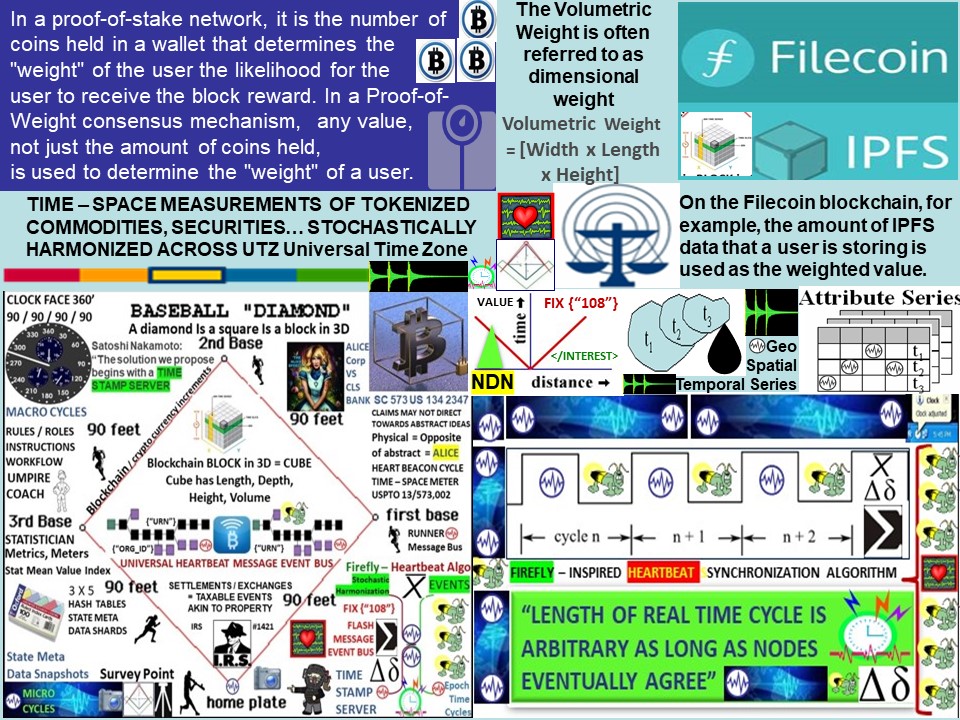 In a proof-of-stake network, it is the number of
coins held in a wallet that determines the
"weight" of the user the likelihood for the
user to receive the block reward. In a Proof-of-
Weight consensus mechanism, any value,
not just the amount of coins held,
is used to determine the "weight" of a user.
The Volumetric
Weight is often
referred to as
dimensional
weight
Volumetric Weight
= [Width x Length
x Height]
Filecoin
IPFS
TIME – SPACE MEASUREMENTS OF TOKENIZED
COMMODITIES, SECURITIES… STOCHASTICALLY
HARMONIZED ACROSS UTZ Universal Time Zone
On the Filecoin blockchain, for
example, the amount of IPFS
data that a user is storing is
used as the weighted value.
CLOCK FACE 360'
90 / 90 / 90 / 90
BASEBALL "DIAMOND"
A diamond Is a square Is a block in 3D
2nd Base
Satoshi Nakamoto:
"The solution we propose
begins with a TIME
STAMP SERVER
MACRO CYCLES
ALICE
Corp
VS
CLS
BANK SC 573 US 134 2347
CLAIMS MAY NOT DIRECT
TOWARDS ABSTRACT IDEAS
Physical = Opposite
of abstract = ALICE
HEART BEACON CYCLE
TIME – SPACE METER
USPTO 13/573,002
90 feet
RULES / ROLES
INSTRUCTIONS
WORKFLOW
UMPIRE
COACH
90 feet
Blockchain / crypto currency increments
Blockchain BLOCK in 3D = CUBE
Cube has Length, Depth,
Height, Volume
3rd Base
STATISTICIAN
Metrics, Meters
{"URN"}
{"ORG_ID"}
{"URN"}
first base
RUNNER
Message Bus
UNIVERSAL HEARTBEAT MESSAGE EVENT BUS
Firefly – Heartbeat Algo
Stat Mean Value Index
3 X 5
HASH TABLES
STATE META
DATA SHARDS
90 feet
SETTLEMENTS / EXCHANGES
= TAXABLE EVENTS
AKIN TO PROPERTY
90 feet
IRS
#1421
I.R.S.
Stochastic
Harmonization
X
EVENTS
FIX {"108"}
FLASH
MESSAGE
EVENT BUS
Σ
Δδ
TIME
STAMP
SERVER
Epoch
Time
Cycles
State Meta
Data Snapshots
Survey Point
MICRO
CYCLES
home plate
VALUE
FIX {"108"}
time
</INTEREST>
NDN
distance
t1
t2
t3
Geo
Spatial
Temporal Series
Attribute Series
t1
t2
t3
Clock
Clock adjusted
X
Δδ
Σ
cycle n
n + 1
n + 2
FIREFLY – INSPIRED HEARTBEAT SYNCHRONIZATION ALGORITHM
"LENGTH OF REAL TIME CYCLE IS
ARBITRARY AS LONG AS NODES
EVENTUALLY AGREE"
X
Σ
Δδ